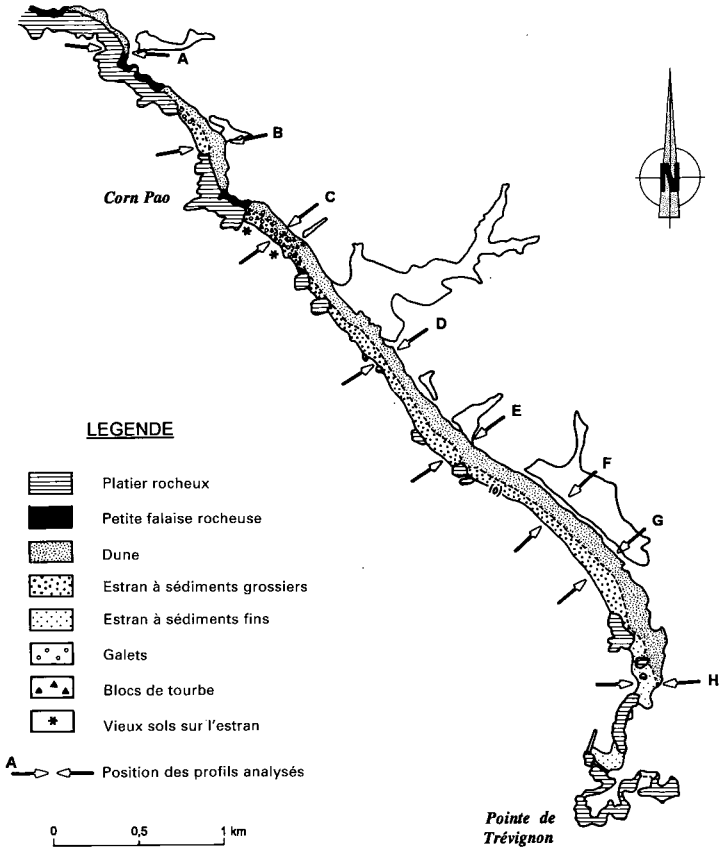 A
B
N
Corn Pao
C
D
E
F
G
H
LEGENDE
Platier rocheux
Petite falaise rocheuse
Dune
Estran à sédiments grossiers
Estran à sédiments fins
Galets
Blocs de tourbe
Vieux sols sur l'estran
A
Position des profils analysés
0 0,5 1 km
Pointe de
Trévignon